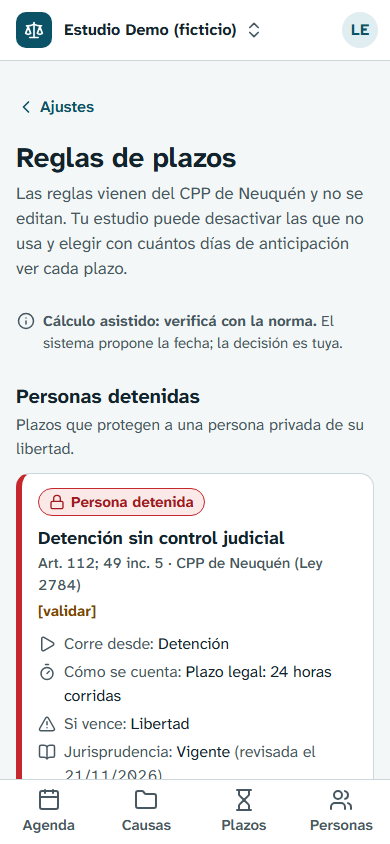 Estudio Demo (ficticio)
LE
Ajustes
Reglas de plazos
Las reglas vienen del CPP de Neuquén y no se
editan. Tu estudio puede desactivar las que no
usa y elegir con cuántos días de anticipación
ver cada plazo.
Cálculo asistido: verificá con la norma. El
sistema propone la fecha; la decisión es tuya.
Personas detenidas
Plazos que protegen a una persona privada de su
libertad.
Persona detenida
Detención sin control judicial
Art. 112; 49 inc. 5 · CPP de Neuquén (Ley
2784)
[validar]
Corre desde: Detención
Cómo se cuenta: Plazo legal: 24 horas
corridas
Si vence: Libertad
Jurisprudencia: Vigente (revisada el
21/11/2026)
Agenda
Causas
Plazos
Personas